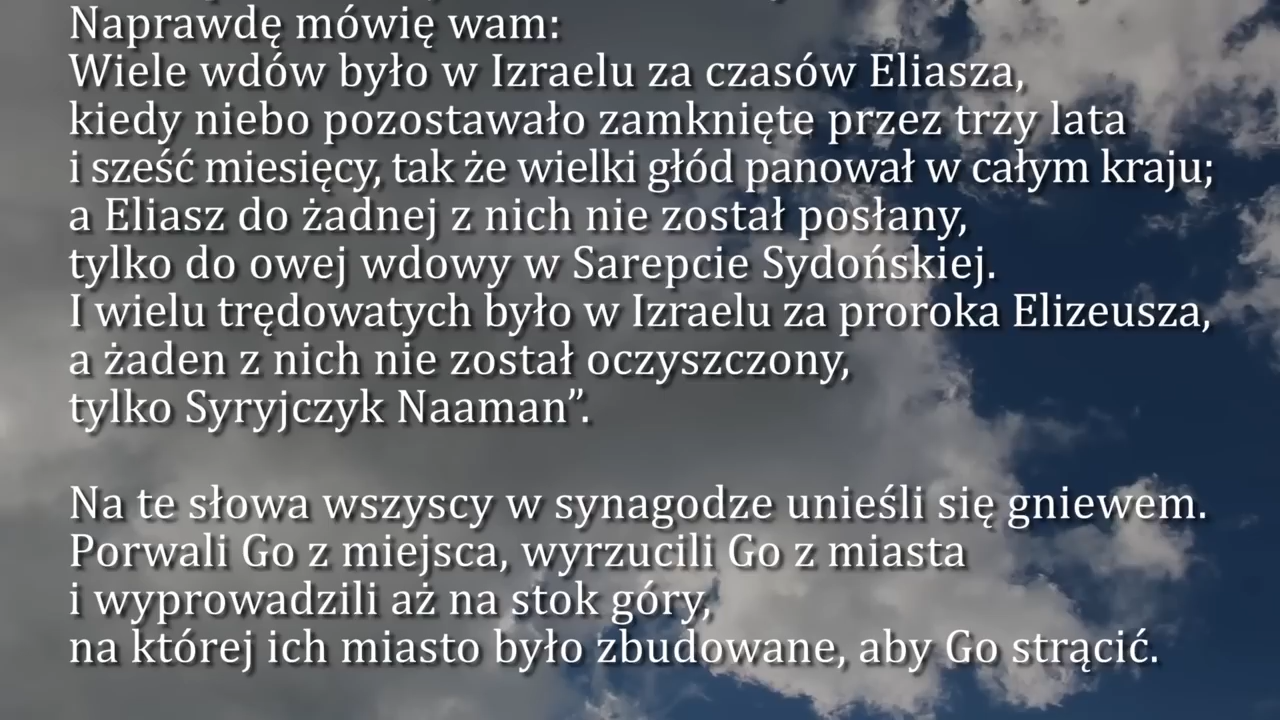 Naprawdę mówię wam:
Wiele wdów było w Izraelu za czasów Eliasza,
kiedy niebo pozostawało zamknięte przez trzy lata
i sześć miesięcy, tak że wielki głód panował w całym kraju;
a Eliasz do żadnej z nich nie został posłany,
tylko do owej wdowy w Sarepcie Sydońskiej.
I wielu trędowatych było w Izraelu za proroka Elizeusza,
a żaden z nich nie został oczyszczony,
tylko Syryjczyk Naaman”.
Na te słowa wszyscy w synagodze unieśli się gniewem.
Porwali Go z miejsca, wyrzucili Go z miasta
i wyprowadzili aż na stok góry,
na której ich miasto było zbudowane, aby Go strącić.